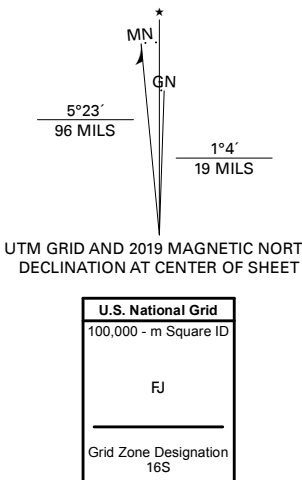 ★
MN
GN
5°23´
96 MILS
1°4´
19 MILS
UTM GRID AND 2019 MAGNETIC NORT
DECLINATION AT CENTER OF SHEET
U.S. National Grid
100,000 - m Square ID
FJ
Grid Zone Designation
16S